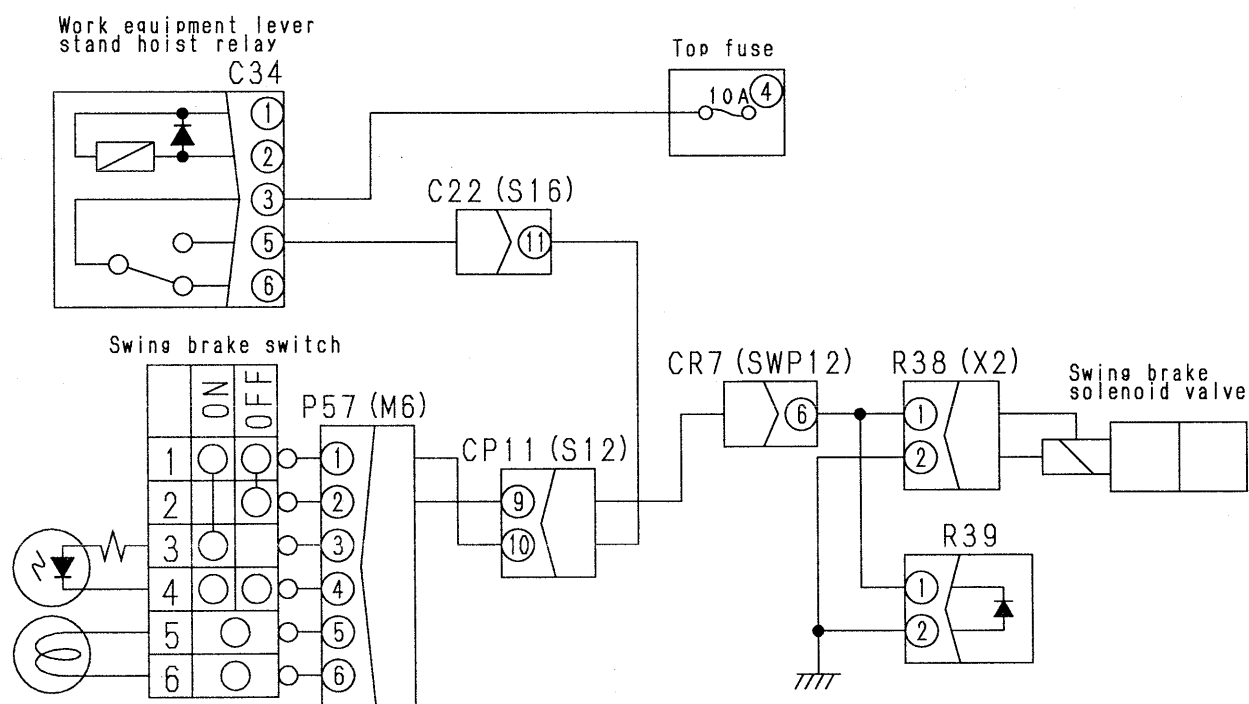 Work equipment lever
stand hoist relay
C34
1
2
3
5
6
Top fuse
10A 4
C22 (S16)
11
Swing brake switch
ON OFF
1
2
3
4
5
6
P57 (M6)
1
2
3
4
5
6
CP11 (S12)
9
10
CR7 (SWP12)
6
R38 (X2)
1
2
Swing brake
solenoid valve
R39
1
2